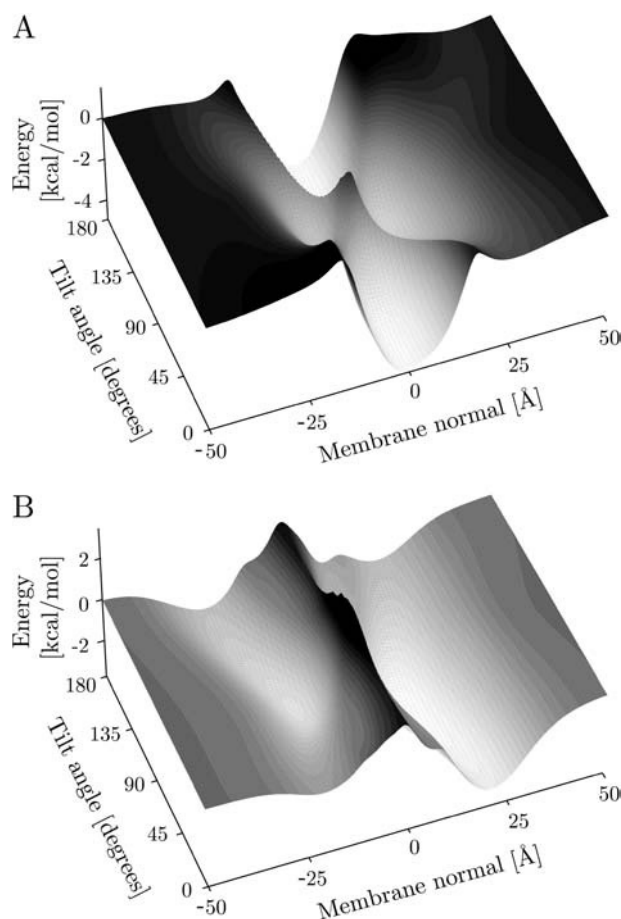 A
0
-2
-4
Energy
[kcal/mol]
180
135
90
45
0
Tilt angle [degrees]
-50
-25
0
25
50
Membrane normal [Å]
B
2
0
-2
Energy
[kcal/mol]
180
135
90
45
0
Tilt angle [degrees]
-50
-25
0
25
50
Membrane normal [Å]